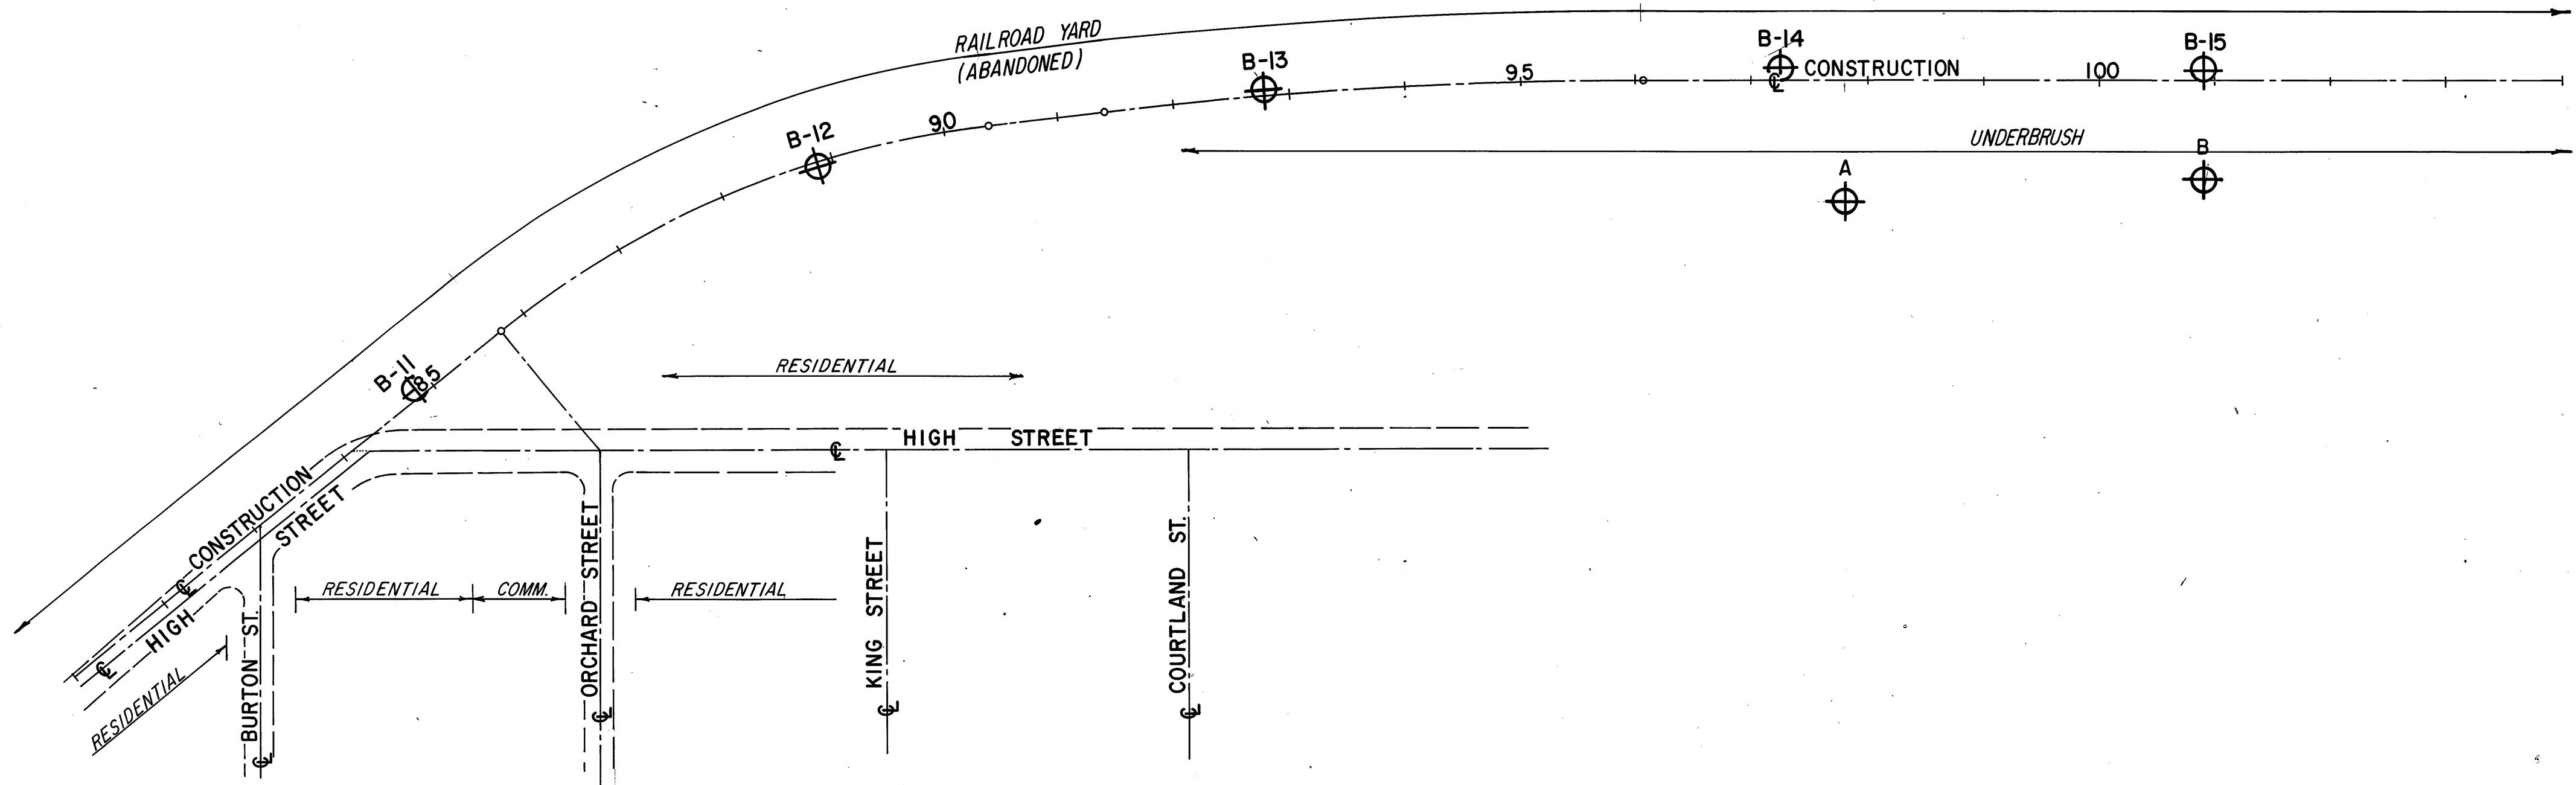 RAILROAD YARD
(ABANDONED)
B-11
85
B-12
90
B-13
95
B-14
℄ CONSTRUCTION
100
B-15
UNDERBRUSH
A
B
RESIDENTIAL
℄
HIGH STREET
℄ CONSTRUCTION
℄ HIGH STREET
RESIDENTIAL
RESIDENTIAL
COMM.
RESIDENTIAL
BURTON ST.
℄
ORCHARD STREET
℄
KING STREET
℄
COURTLAND ST.
℄